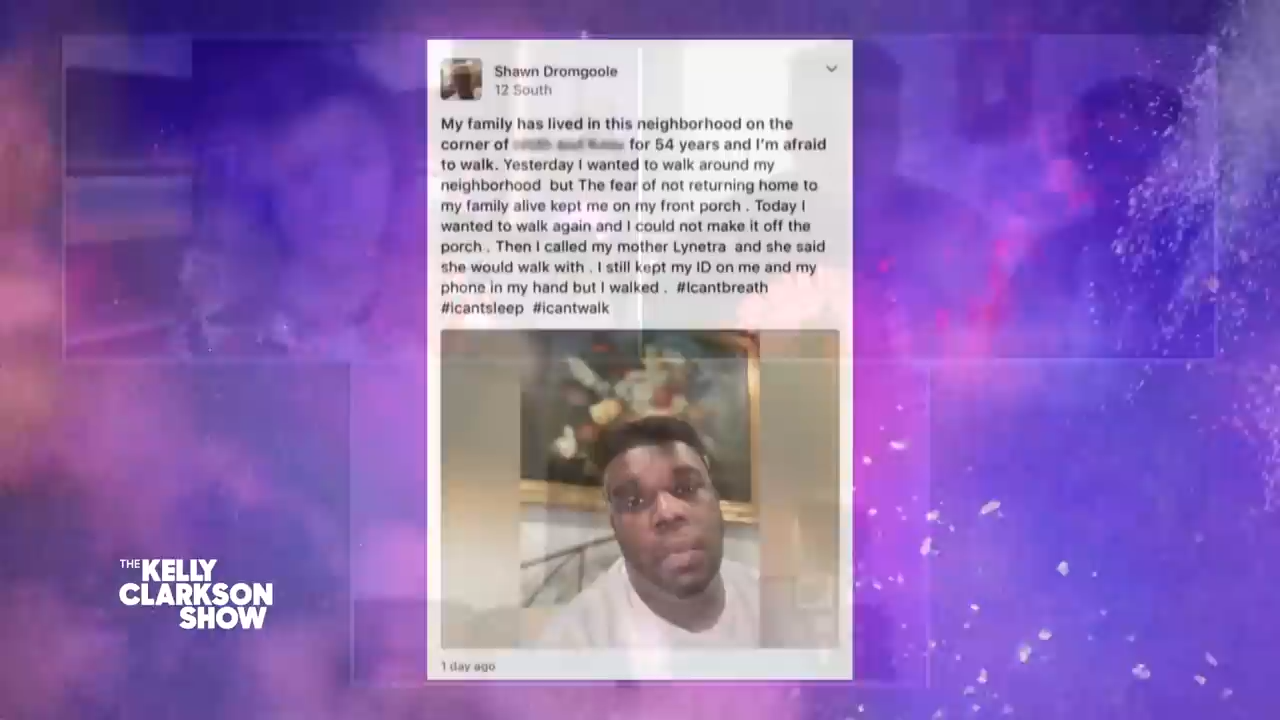 Shawn Dromgoole
12 South
My family has lived in this neighborhood on the
corner of for 54 years and I'm afraid
to walk. Yesterday I wanted to walk around my
neighborhood but The fear of not returning home to
my family alive kept me on my front porch . Today I
wanted to walk again and I could not make it off the
porch . Then I called my mother Lynetra and she said
she would walk with . I still kept my ID on me and my
phone in my hand but I walked . #Icantbreath
#icantsleep #icantwalk
1 day ago
THE KELLY
CLARKSON
SHOW